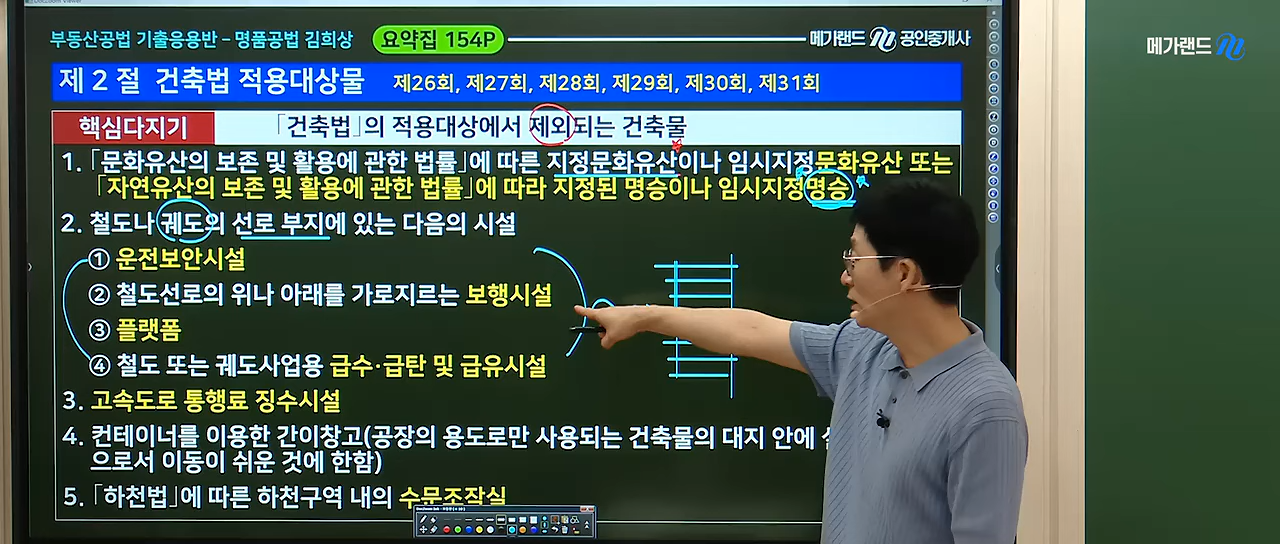 부동산공법 기출응용반 – 명품공법 김희상
요약집 154P
메가랜드 공인중개사
메가랜드
제 2 절 건축법 적용대상물 제26회, 제27회, 제28회, 제29회, 제30회, 제31회
핵심다지기 「건축법」의 적용대상에서 제외되는 건축물
1. 「문화유산의 보존 및 활용에 관한 법률」에 따른 지정문화유산이나 임시지정문화유산 또는
「자연유산의 보존 및 활용에 관한 법률」에 따라 지정된 명승이나 임시지정명승
2. 철도나 궤도의 선로 부지에 있는 다음의 시설
① 운전보안시설
② 철도선로의 위나 아래를 가로지르는 보행시설
③ 플랫폼
④ 철도 또는 궤도사업용 급수·급탄 및 급유시설
3. 고속도로 통행료 징수시설
4. 컨테이너를 이용한 간이창고(공장의 용도로만 사용되는 건축물의 대지 안에
으로서 이동이 쉬운 것에 한함)
5. 「하천법」에 따른 하천구역 내의 수문조작실